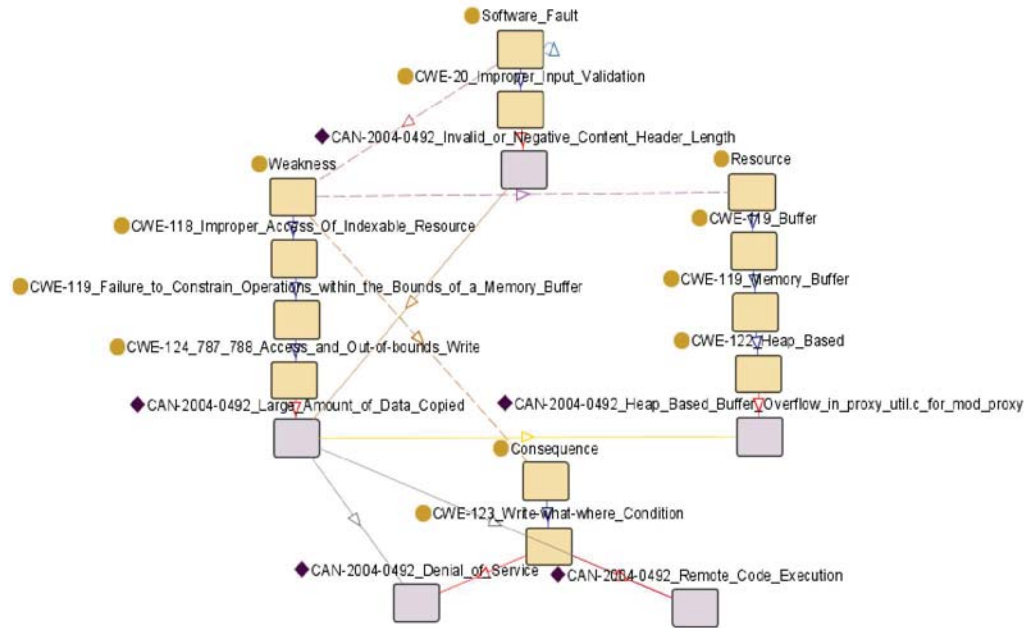 Software_Fault
CWE-20_Improper_Input_Validation
CAN-2004-0492_Invalid_or_Negative_Content_Header_Length
Weakness
Resource
CWE-118_Improper_Access_Of_Indexable_Resource
CWE-119_Buffer
CWE-119_Failure_to_Constrain_Operations_within_the_Bounds_of_a_Memory_Buffer
CWE-119_Memory_Buffer
CWE-124_787_788_Access_and_Out-of-bounds_Write
CWE-122_Heap_Based
CAN-2004-0492_Large_Amount_of_Data_Copied
CAN-2004-0492_Heap_Based_Buffer_Overflow_in_proxy_util.c_for_mod_proxy
Consequence
CWE-123_Write-what-where_Condition
CAN-2004-0492_Denial_of_Service
CAN-2004-0492_Remote_Code_Execution